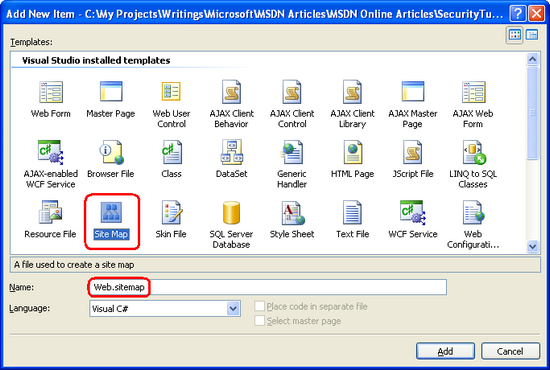 Add New Item - C:\My Projects\Writings\Microsoft\MSDN Articles\MSDN Online Articles\SecurityTu...
Templates:
Visual Studio installed templates
Web Form
Master Page
Web User Control
AJAX Client Behavior
AJAX Client Control
AJAX Client Library
AJAX Master Page
AJAX Web Form
AJAX-enabled WCF Service
Browser File
Class
DataSet
Generic Handler
HTML Page
JScript File
LINQ to SQL Classes
Resource File
Site Map
Skin File
SQL Server Database
Style Sheet
Text File
WCF Service
Web Configurati...
A file used to create a site map
Name:
Web.sitemap
Language:
Visual C#
Place code in separate file
Select master page
Add
Cancel